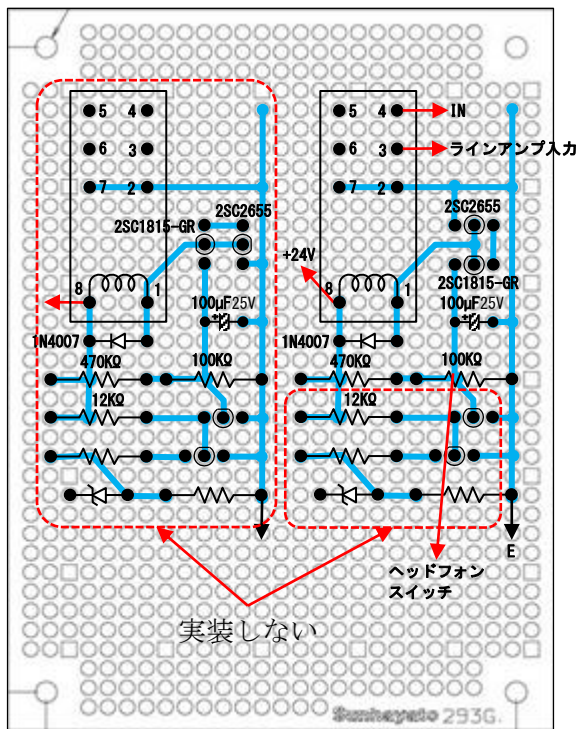 5 4
6 3
7 2
2SC1815-GR
8 1
1N4007
100μF25V
470KΩ
100KΩ
12KΩ
5 4
IN
6 3
ラインアンプ入力
7 2
2SC2655
+24V
2SC1815-GR
8 1
100μF25V
1N4007
470KΩ
100KΩ
12KΩ
E
ヘッドフォン
スイッチ
実装しない
Sunhayato 293G.
2SC2655